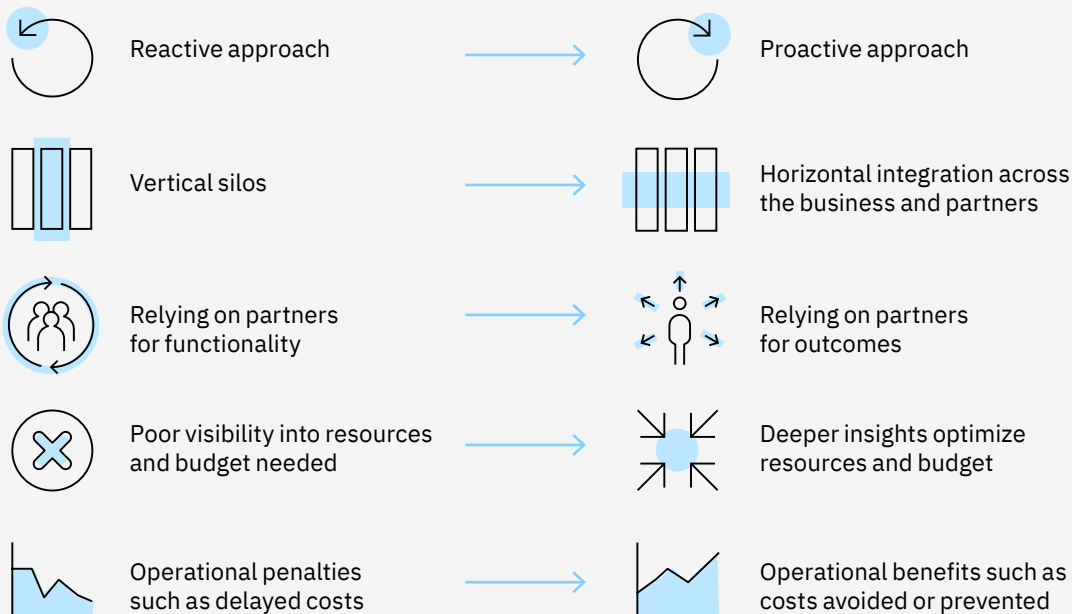 Reactive approach
Proactive approach
Vertical silos
Horizontal integration across
the business and partners
Relying on partners
for functionality
Relying on partners
for outcomes
Poor visibility into resources
and budget needed
Deeper insights optimize
resources and budget
Operational penalties
such as delayed costs
Operational benefits such as
costs avoided or prevented